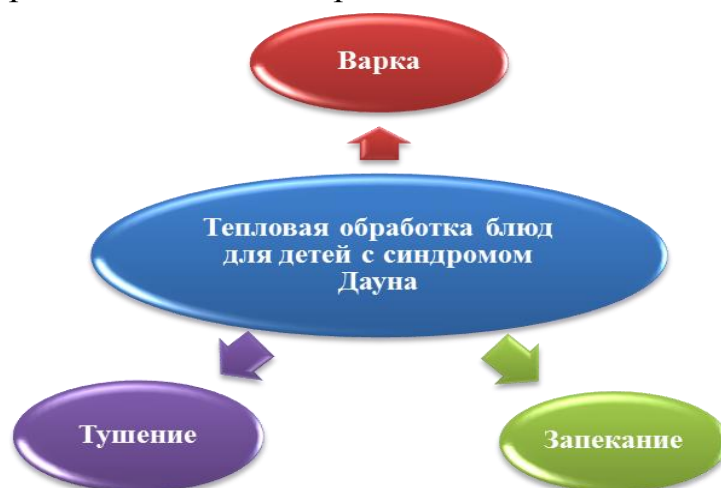 Варка
Тепловая обработка блюд
для детей с синдромом
Дауна
Тушение
Запекание